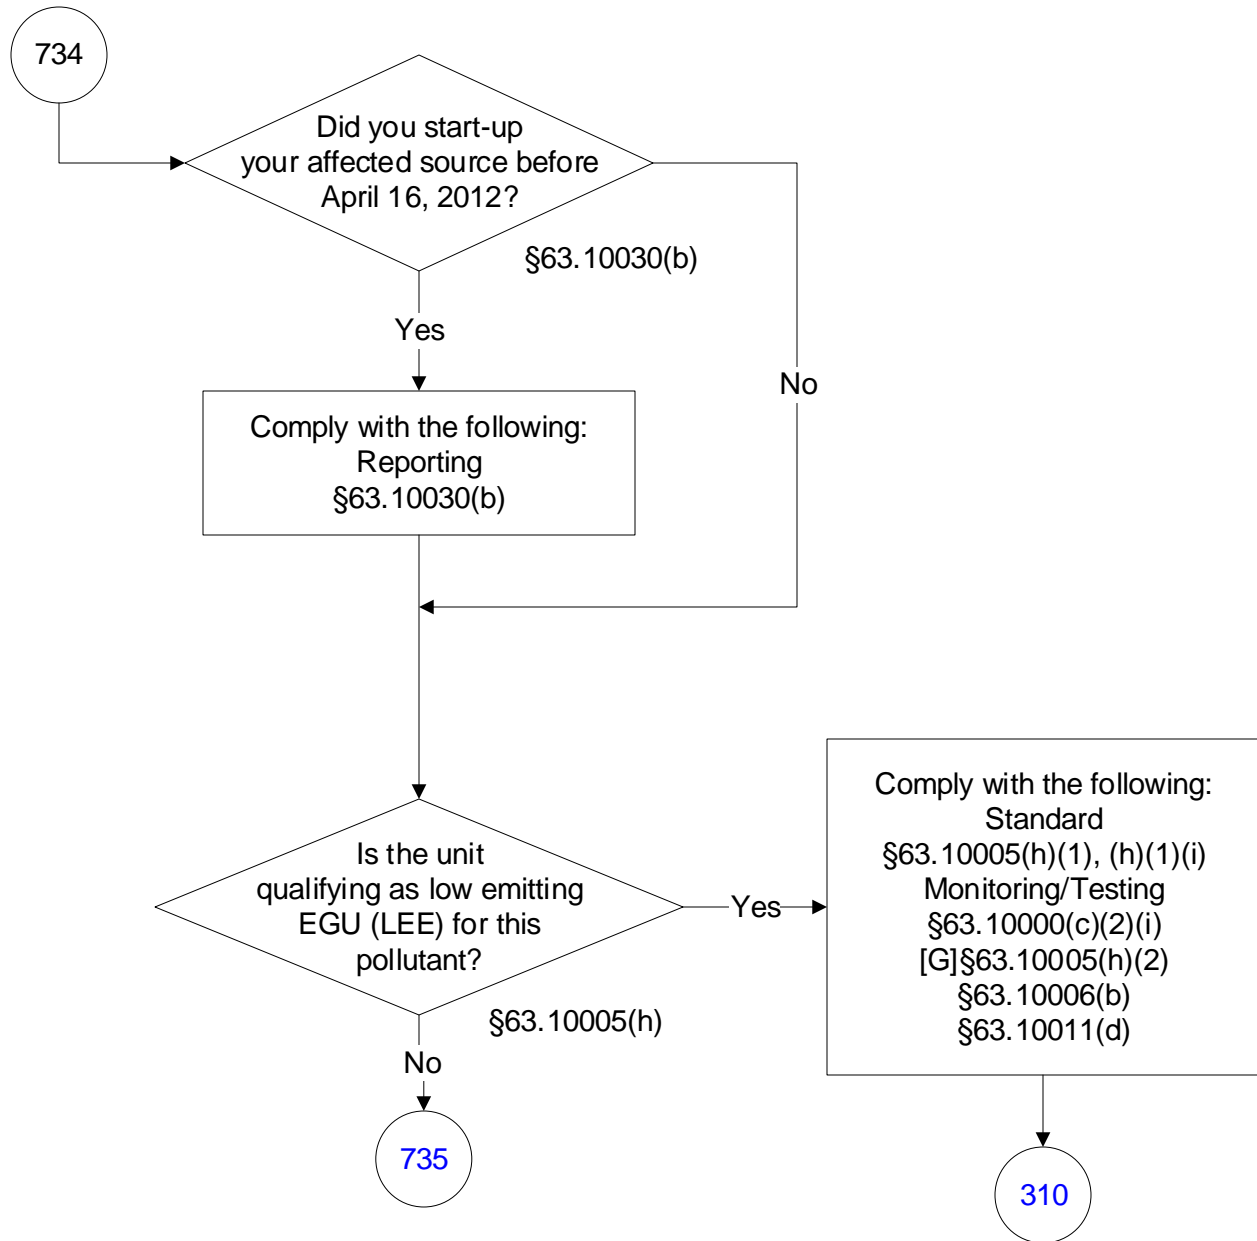 734
Did you start-up
your affected source before
April 16, 2012?
§63.10030(b)
Yes
No
Comply with the following:
Reporting
§63.10030(b)
Is the unit
qualifying as low emitting
EGU (LEE) for this
pollutant?
§63.10005(h)
Yes
No
Comply with the following:
Standard
§63.10005(h)(1), (h)(1)(i)
Monitoring/Testing
§63.10000(c)(2)(i)
[G]§63.10005(h)(2)
§63.10006(b)
§63.10011(d)
735
310